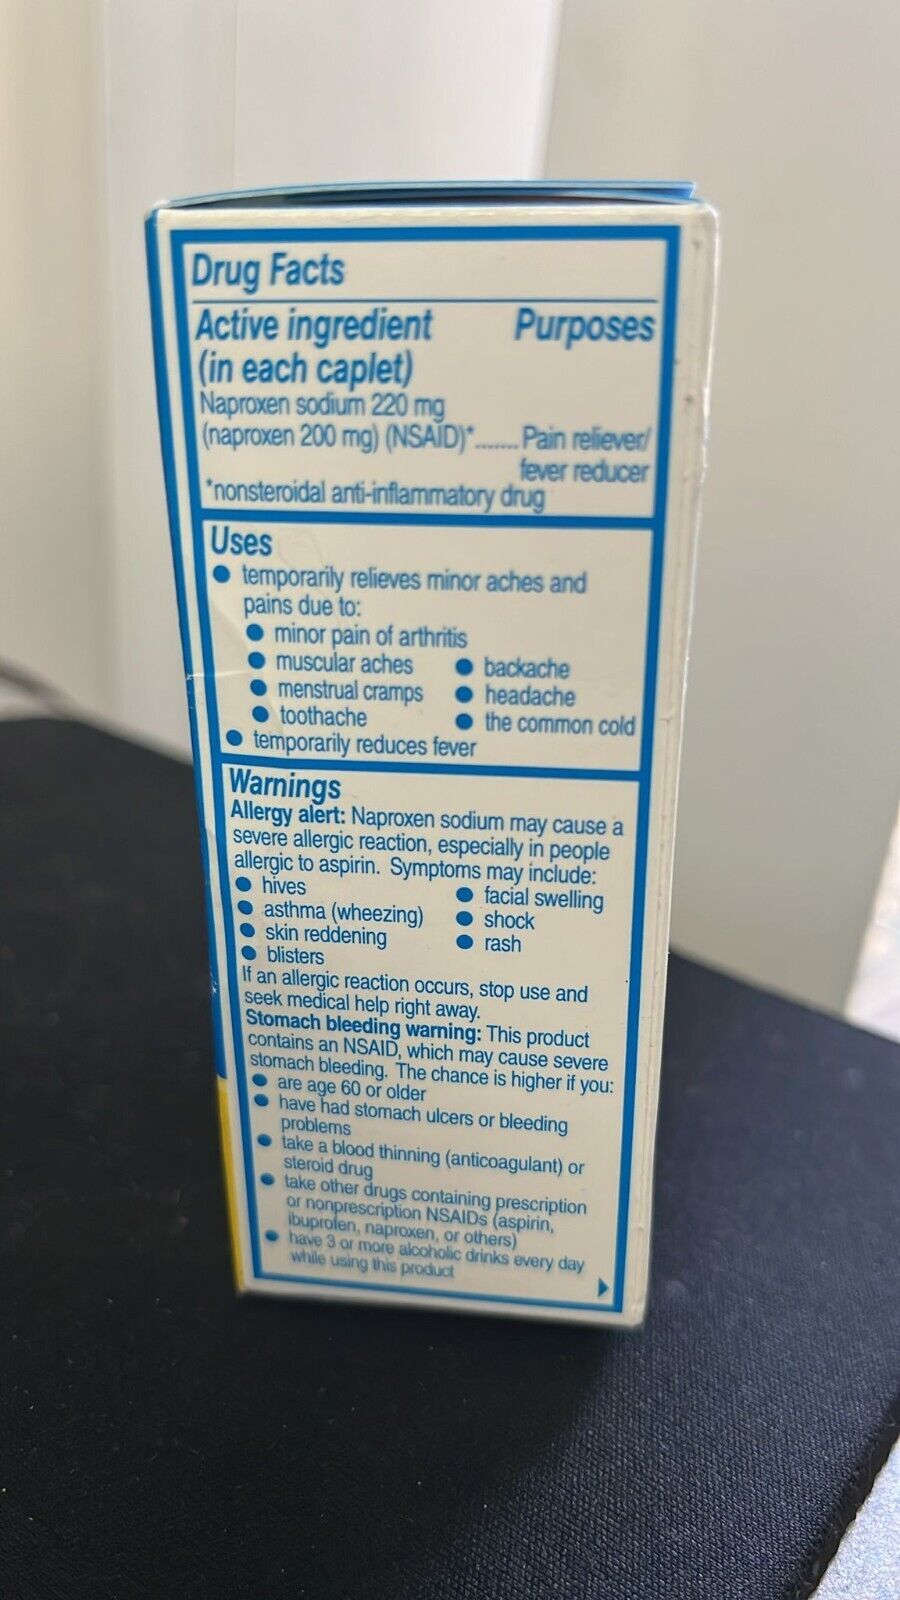 Drug Facts
Active ingredient Purposes
(in each caplet)
Naproxen sodium 220 mg
(naproxen 200 mg) (NSAID)*....... Pain reliever/
fever reducer
*nonsteroidal anti-inflammatory drug
Uses
● temporarily relieves minor aches and
pains due to:
● minor pain of arthritis
● muscular aches ● backache
● menstrual cramps ● headache
● toothache ● the common cold
● temporarily reduces fever
Warnings
Allergy alert: Naproxen sodium may cause a
severe allergic reaction, especially in people
allergic to aspirin. Symptoms may include:
● hives ● facial swelling
● asthma (wheezing) ● shock
● skin reddening ● rash
● blisters
If an allergic reaction occurs, stop use and
seek medical help right away.
Stomach bleeding warning: This product
contains an NSAID, which may cause severe
stomach bleeding. The chance is higher if you:
● are age 60 or older
● have had stomach ulcers or bleeding
problems
● take a blood thinning (anticoagulant) or
steroid drug
● take other drugs containing prescription
or nonprescription NSAIDs (aspirin,
ibuprofen, naproxen, or others)
● have 3 or more alcoholic drinks every day
while using this product